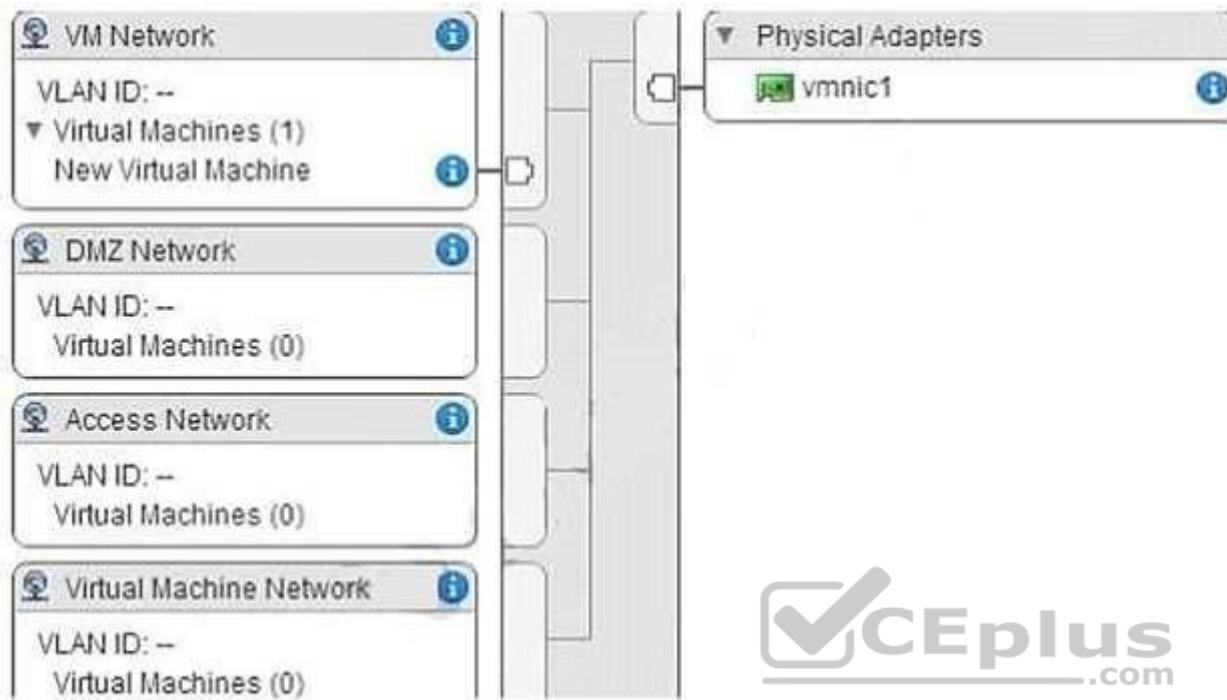 VM Network
VLAN ID: --
Virtual Machines (1)
New Virtual Machine
DMZ Network
VLAN ID: --
Virtual Machines (0)
Access Network
VLAN ID: --
Virtual Machines (0)
Virtual Machine Network
VLAN ID: --
Virtual Machines (0)
Physical Adapters
vmnic1
VCEplus
.com